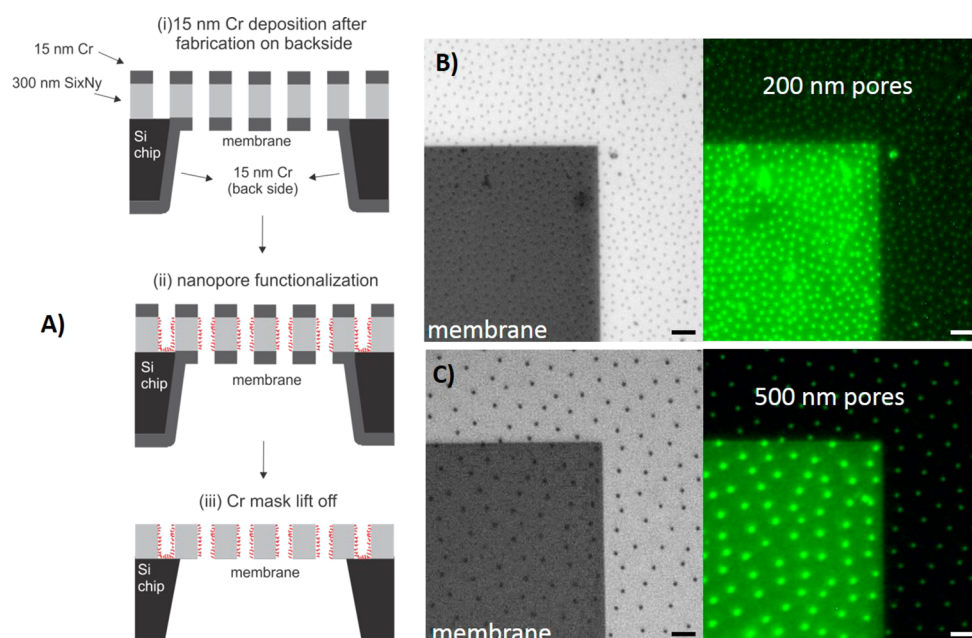 (i)15 nm Cr deposition after
fabrication on backside
15 nm Cr
300 nm SixNy
Si
chip
membrane
15 nm Cr
(back side)
(ii) nanopore functionalization
A)
Si
chip
membrane
(iii) Cr mask lift off
Si
chip
membrane
B)
200 nm pores
membrane
C)
500 nm pores
membrane